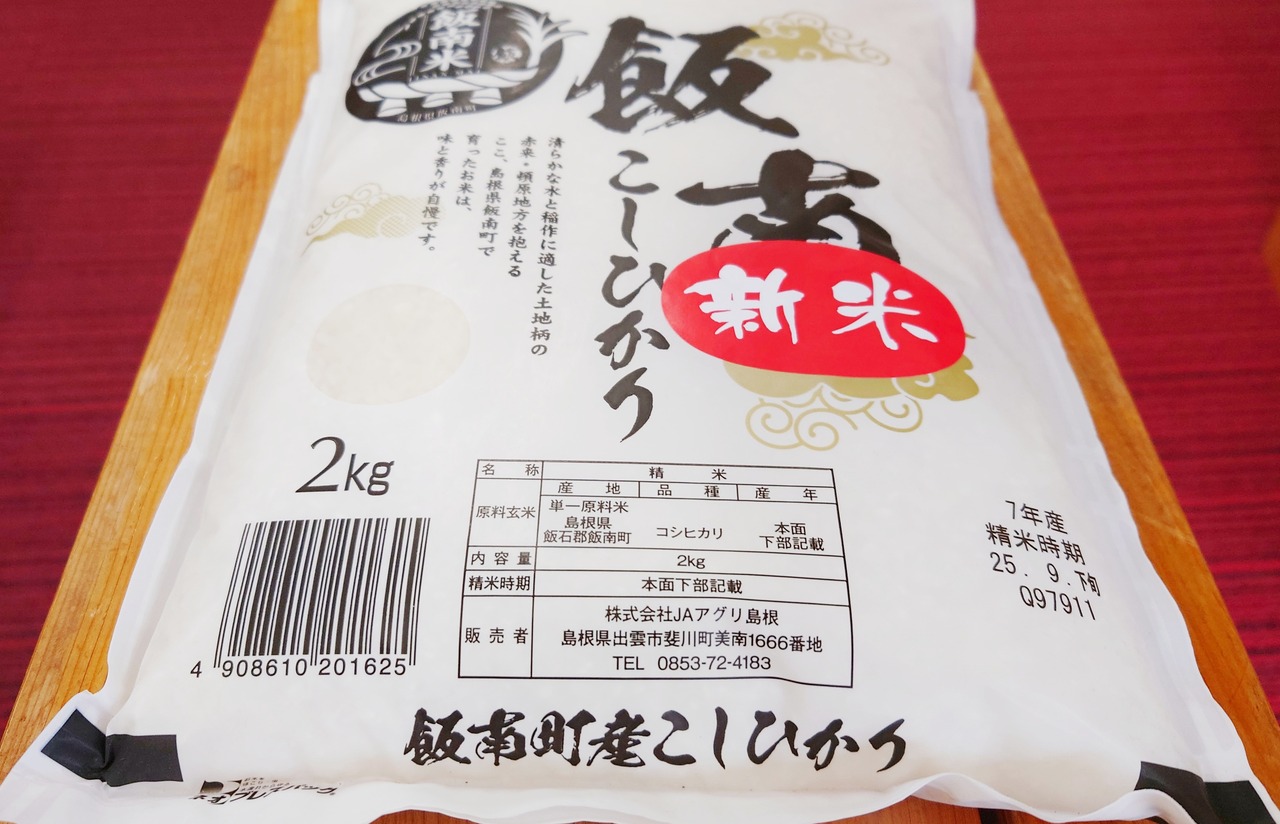 飯南米
島根県飯南町
飯南
こしひかり
新米
清らかな水と稲作に適した土地柄の
赤来・頓原地方を抱える
ここ、島根県飯南町で
育ったお米は、
味と香りが自慢です。
2kg
名称 精米
産地 品種 産年
原料玄米
単一原料米
島根県
飯石郡飯南町
コシヒカリ
本面
下部記載
内容量 2kg
精米時期 本面下部記載
販売者
株式会社JAアグリ島根
島根県出雲市斐川町美南1666番地
TEL 0853-72-4183
7年産
精米時期
25. 9.下旬
Q97911
4 908610 201625
飯南町産こしひかり